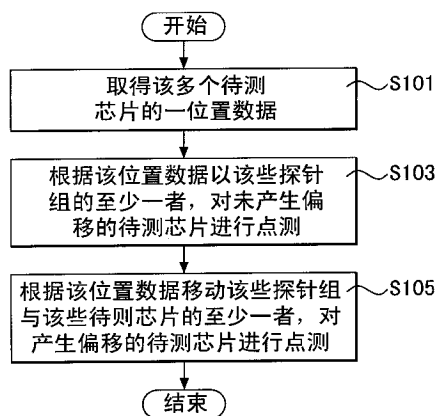 开始
取得该多个待测
芯片的一位置数据
S101
根据该位置数据以该些探针
组的至少一者，对未产生偏
移的待测芯片进行点测
S103
根据该位置数据移动该些探针组
与该些待则芯片的至少一者，对
产生偏移的待测芯片进行点测
S105
结束